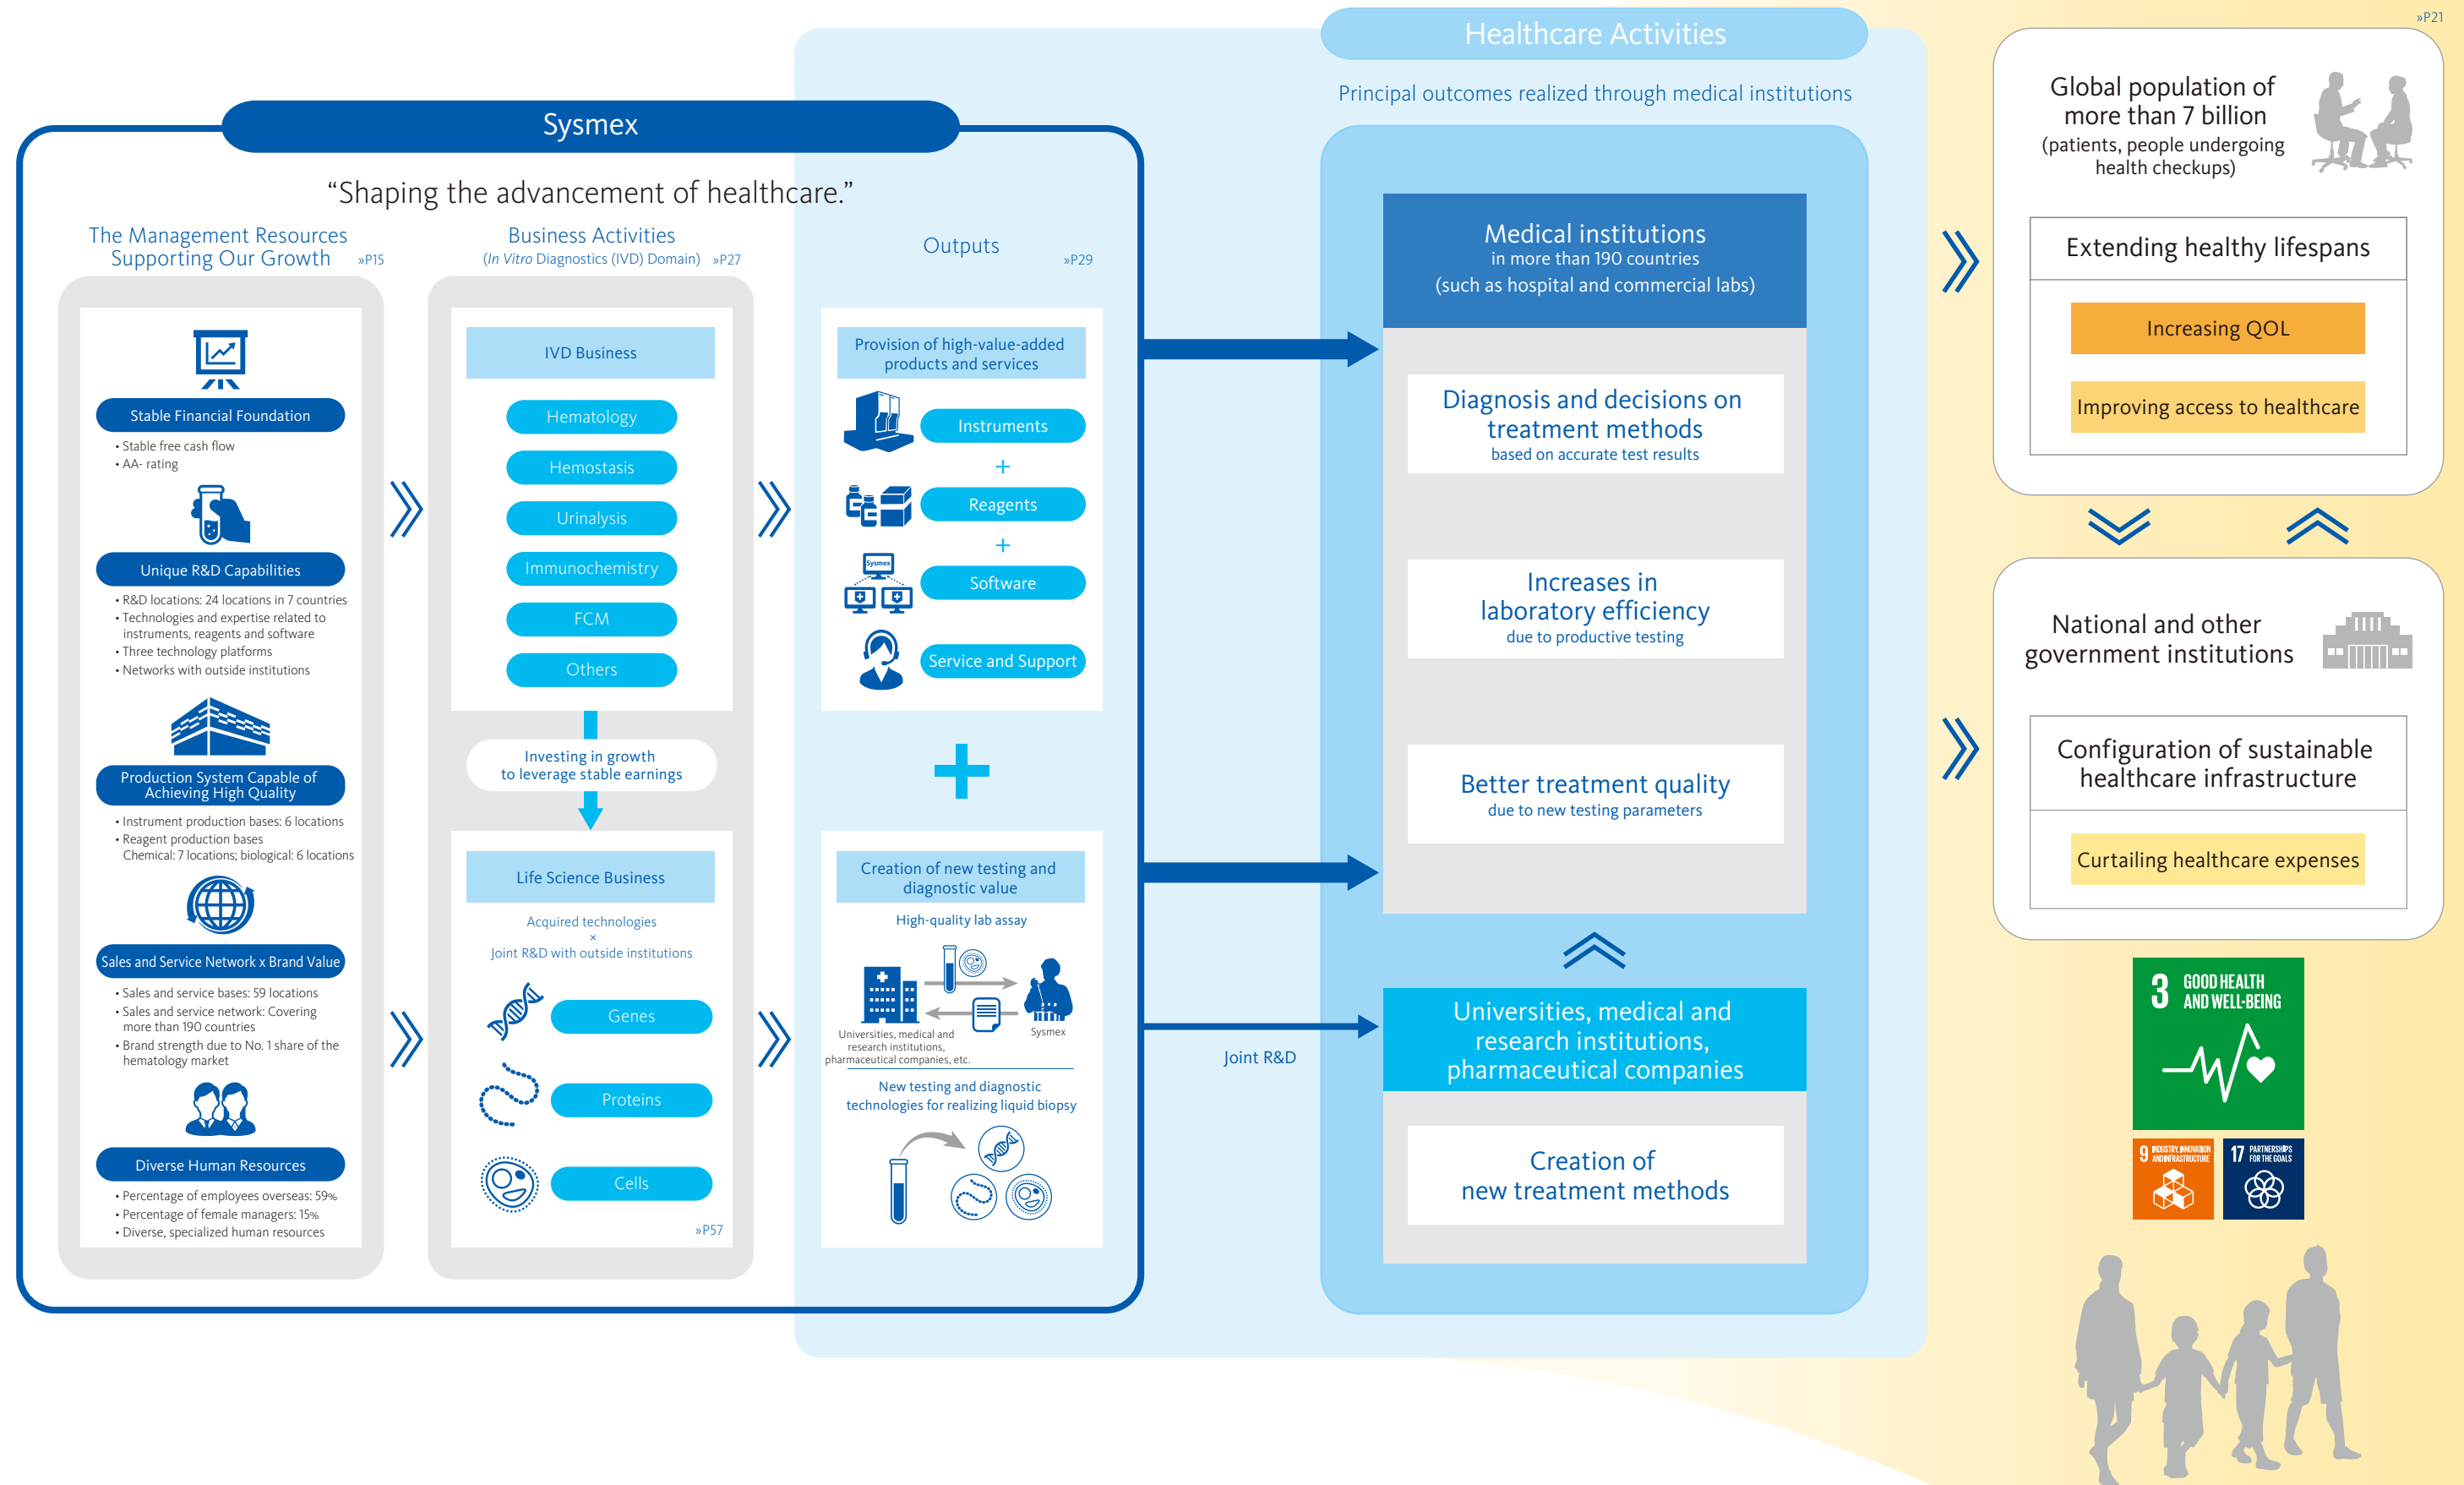 »P21
Healthcare Activities
Principal outcomes realized through medical institutions
Sysmex
“Shaping the advancement of healthcare.”
The Management Resources
Supporting Our Growth »P15
Stable Financial Foundation
• Stable free cash flow
• AA- rating
Unique R&D Capabilities
• R&D locations: 24 locations in 7 countries
• Technologies and expertise related to
instruments, reagents and software
• Three technology platforms
• Networks with outside institutions
Production System Capable of
Achieving High Quality
• Instrument production bases: 6 locations
• Reagent production bases
Chemical: 7 locations; biological: 6 locations
Sales and Service Network x Brand Value
• Sales and service bases: 59 locations
• Sales and service network: Covering
more than 190 countries
• Brand strength due to No. 1 share of the
hematology market
Diverse Human Resources
• Percentage of employees overseas: 59%
• Percentage of female managers: 15%
• Diverse, specialized human resources
Business Activities
(In Vitro Diagnostics (IVD) Domain) »P27
IVD Business
Hematology
Hemostasis
Urinalysis
Immunochemistry
FCM
Others
Investing in growth
to leverage stable earnings
Life Science Business
Acquired technologies
×
Joint R&D with outside institutions
Genes
Proteins
Cells
»P57
Outputs
»P29
Provision of high-value-added
products and services
Instruments
+
Reagents
+
Sysmex
Software
Service and Support
+
Creation of new testing and
diagnostic value
High-quality lab assay
Universities, medical and
research institutions,
pharmaceutical companies, etc.
Sysmex
New testing and diagnostic
technologies for realizing liquid biopsy
Joint R&D
Medical institutions
in more than 190 countries
(such as hospital and commercial labs)
Diagnosis and decisions on
treatment methods
based on accurate test results
Increases in
laboratory efficiency
due to productive testing
Better treatment quality
due to new testing parameters
Universities, medical and
research institutions,
pharmaceutical companies
Creation of
new treatment methods
Global population of
more than 7 billion
(patients, people undergoing
health checkups)
Extending healthy lifespans
Increasing QOL
Improving access to healthcare
National and other
government institutions
Configuration of sustainable
healthcare infrastructure
Curtailing healthcare expenses
3 GOOD HEALTH
AND WELL-BEING
9 INDUSTRY, INNOVATION
AND INFRASTRUCTURE
17 PARTNERSHIPS
FOR THE GOALS